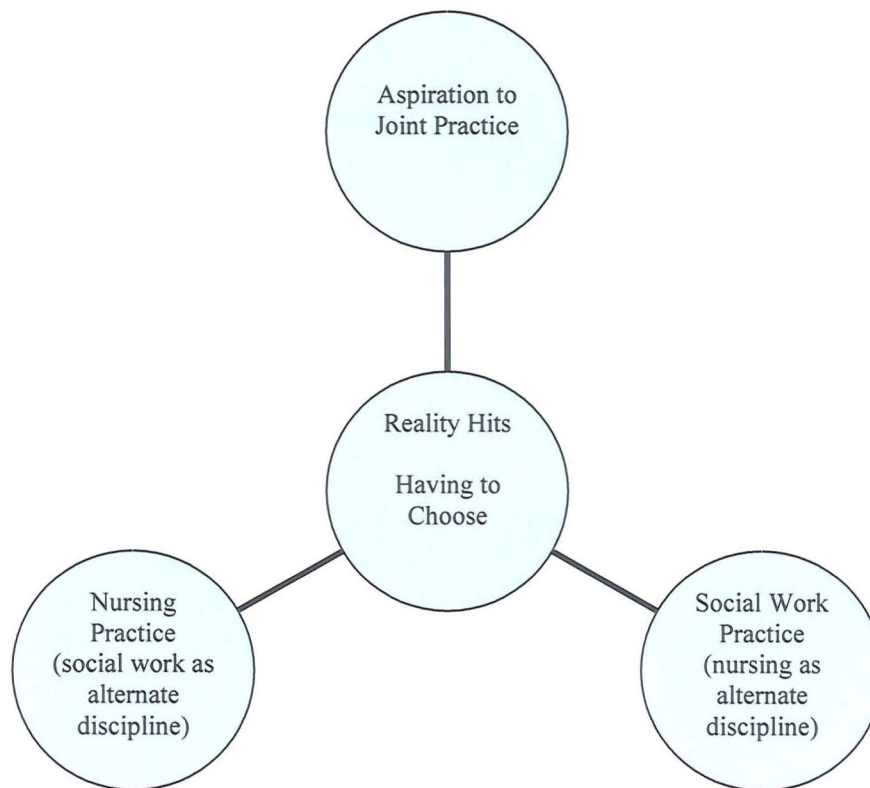 Aspiration to
Joint Practice
Reality Hits
Having to
Choose
Nursing
Practice
(social work as
alternate
discipline)
Social Work
Practice
(nursing as
alternate
discipline)